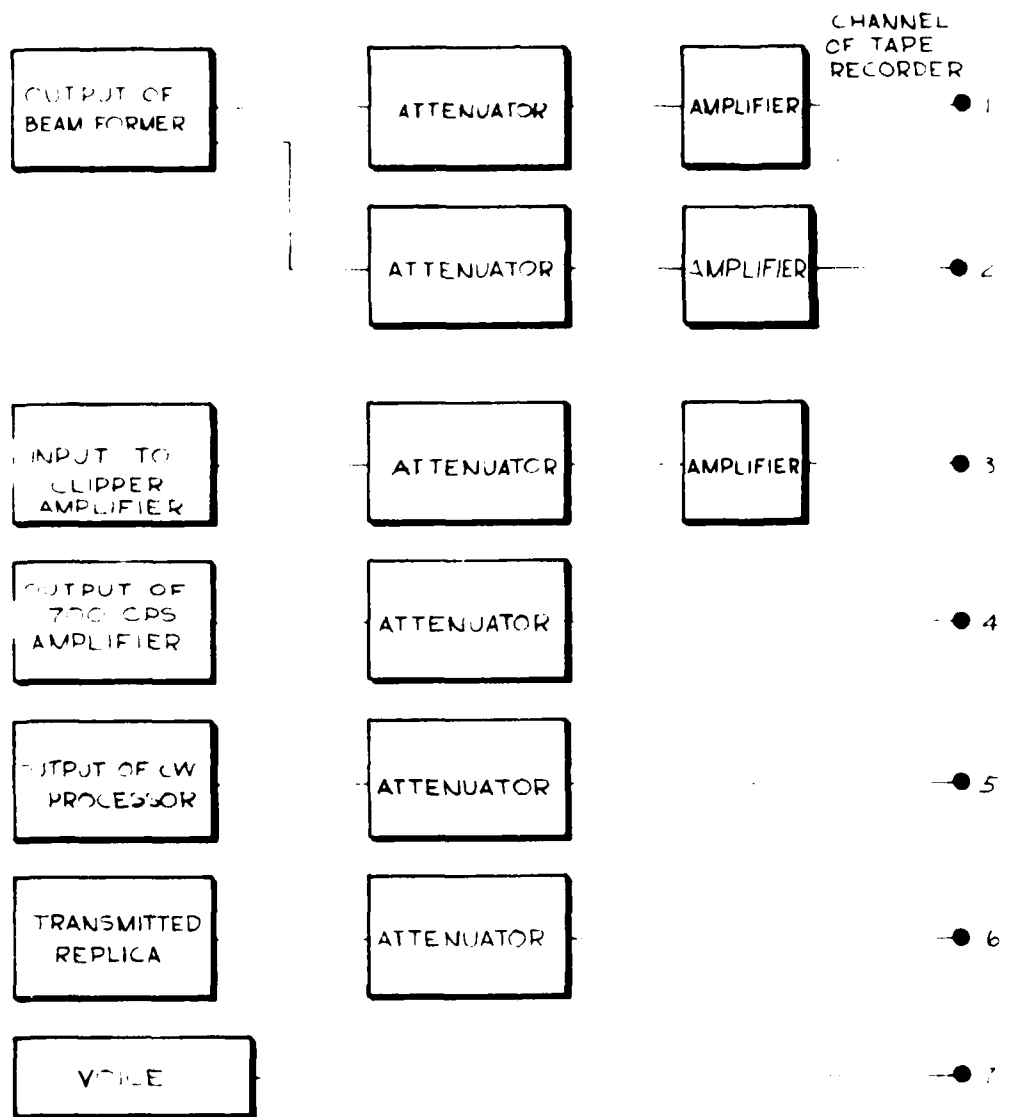 CHANNEL
OF TAPE
RECORDER
OUTPUT OF
BEAM FORMER
ATTENUATOR
AMPLIFIER
1
ATTENUATOR
AMPLIFIER
2
INPUT TO
CLIPPER
AMPLIFIER
ATTENUATOR
AMPLIFIER
3
OUTPUT OF
700 CPS
AMPLIFIER
ATTENUATOR
4
OUTPUT OF CW
PROCESSOR
ATTENUATOR
5
TRANSMITTED
REPLICA
ATTENUATOR
6
VOICE
7